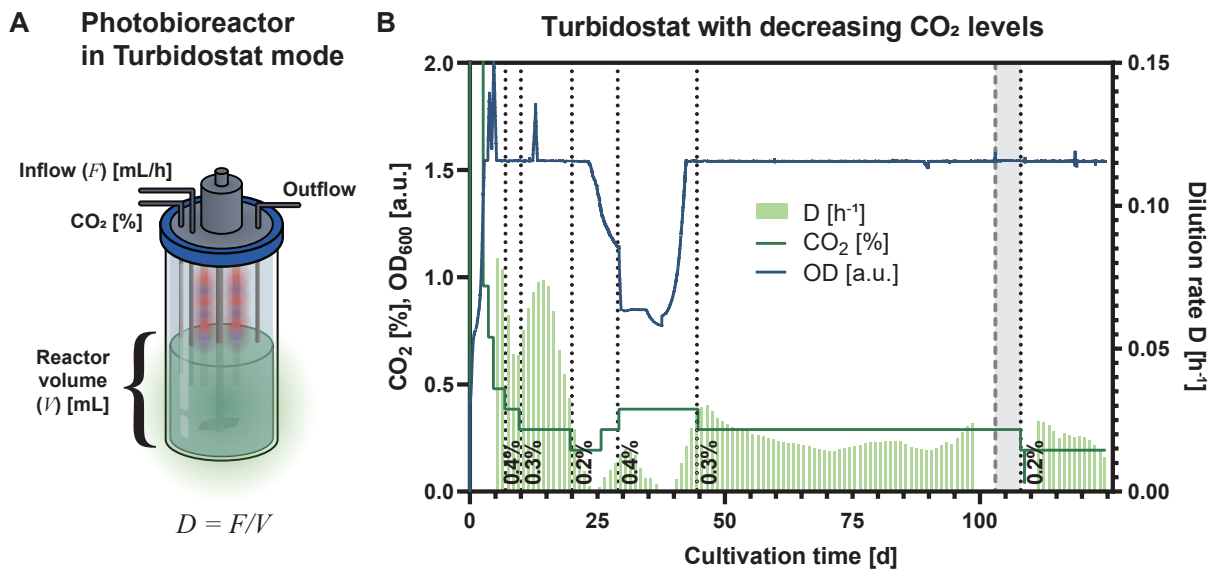 A
Photobioreactor
in Turbidostat mode
Inflow (F) [mL/h]
CO₂ [%]
Outflow
Reactor
volume
(V) [mL]
D = F/V
B
Turbidostat with decreasing CO₂ levels
CO₂ [%], OD₆₀₀ [a.u.]
2.0
1.5
1.0
0.5
0.0
D [h⁻¹]
CO₂ [%]
OD [a.u.]
0.4%
0.3%
0.2%
0.4%
0.3%
0.2%
0.15
0.10
0.05
0.00
Dilution rate D [h⁻¹]
0
25
50
75
100
125
Cultivation time [d]